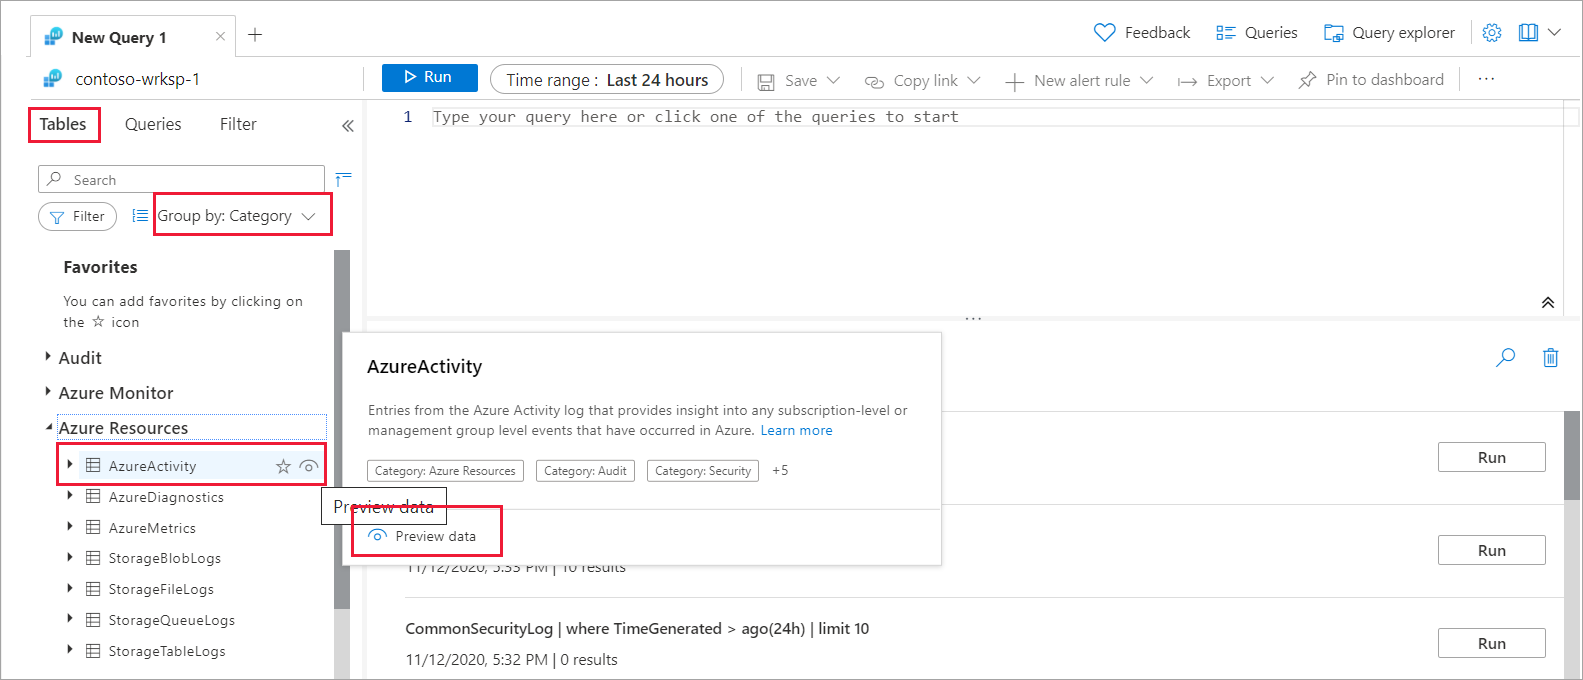 New Query 1
Feedback
Queries
Query explorer
contoso-wrksp-1
Run
Time range : Last 24 hours
Save
Copy link
New alert rule
Export
Pin to dashboard
Tables
Queries
Filter
1
Type your query here or click one of the queries to start
Search
Filter
Group by: Category
Favorites
You can add favorites by clicking on
the ☆ icon
Audit
Azure Monitor
Azure Resources
AzureActivity
AzureDiagnostics
AzureMetrics
StorageBlobLogs
StorageFileLogs
StorageQueueLogs
StorageTableLogs
AzureActivity
Entries from the Azure Activity log that provides insight into any subscription-level or
management group level events that have occurred in Azure. Learn more
Category: Azure Resources
Category: Audit
Category: Security
+5
Preview data
Preview data
Run
11/12/2020, 5:33 PM | 10 results
Run
CommonSecurityLog | where TimeGenerated > ago(24h) | limit 10
11/12/2020, 5:32 PM | 0 results
Run